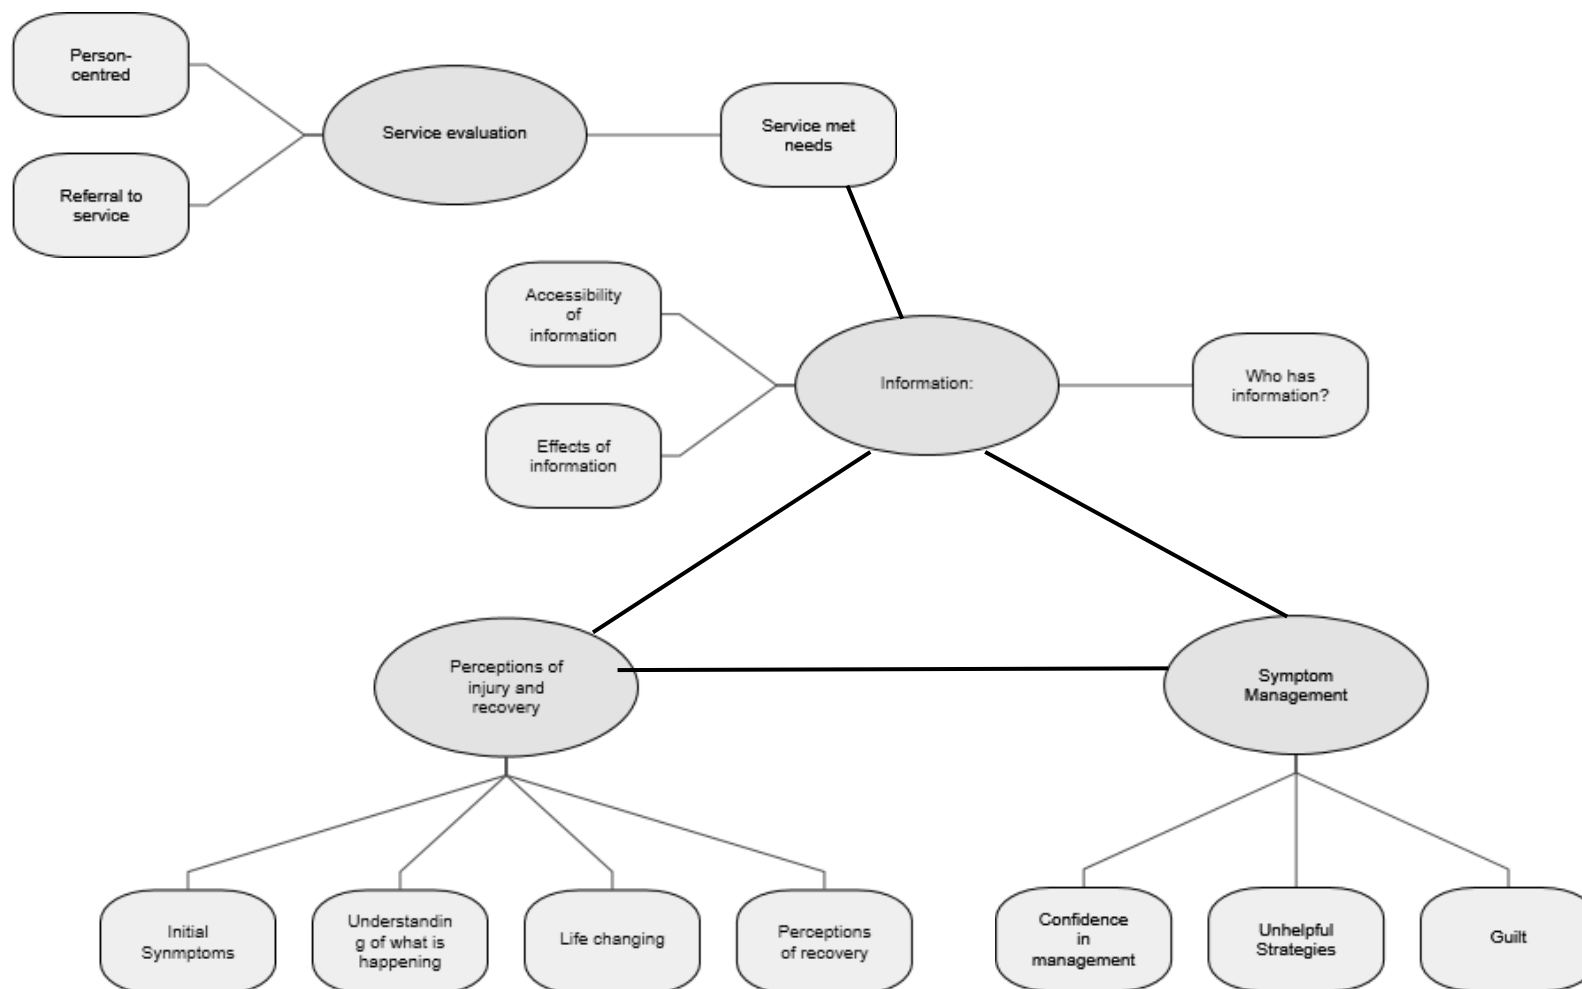 Person-
centred
Service evaluation
Service met
needs
Referral to
service
Accessibility
of
information
Information:
Who has
information?
Effects of
information
Perceptions of
injury and
recovery
Symptom
Management
Initial
Synmptoms
Understandin
g of what is
happening
Life changing
Perceptions
of recovery
Confidence
in
management
Unhelpful
Strategies
Guilt